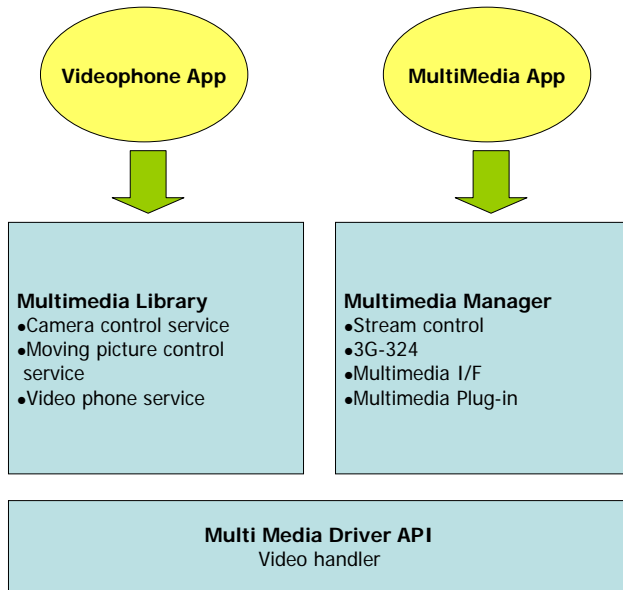 Videophone App
MultiMedia App
Multimedia Library
●Camera control service
●Moving picture control
service
●Video phone service
Multimedia Manager
●Stream control
●3G-324
●Multimedia I/F
●Multimedia Plug-in
Multi Media Driver API
Video handler